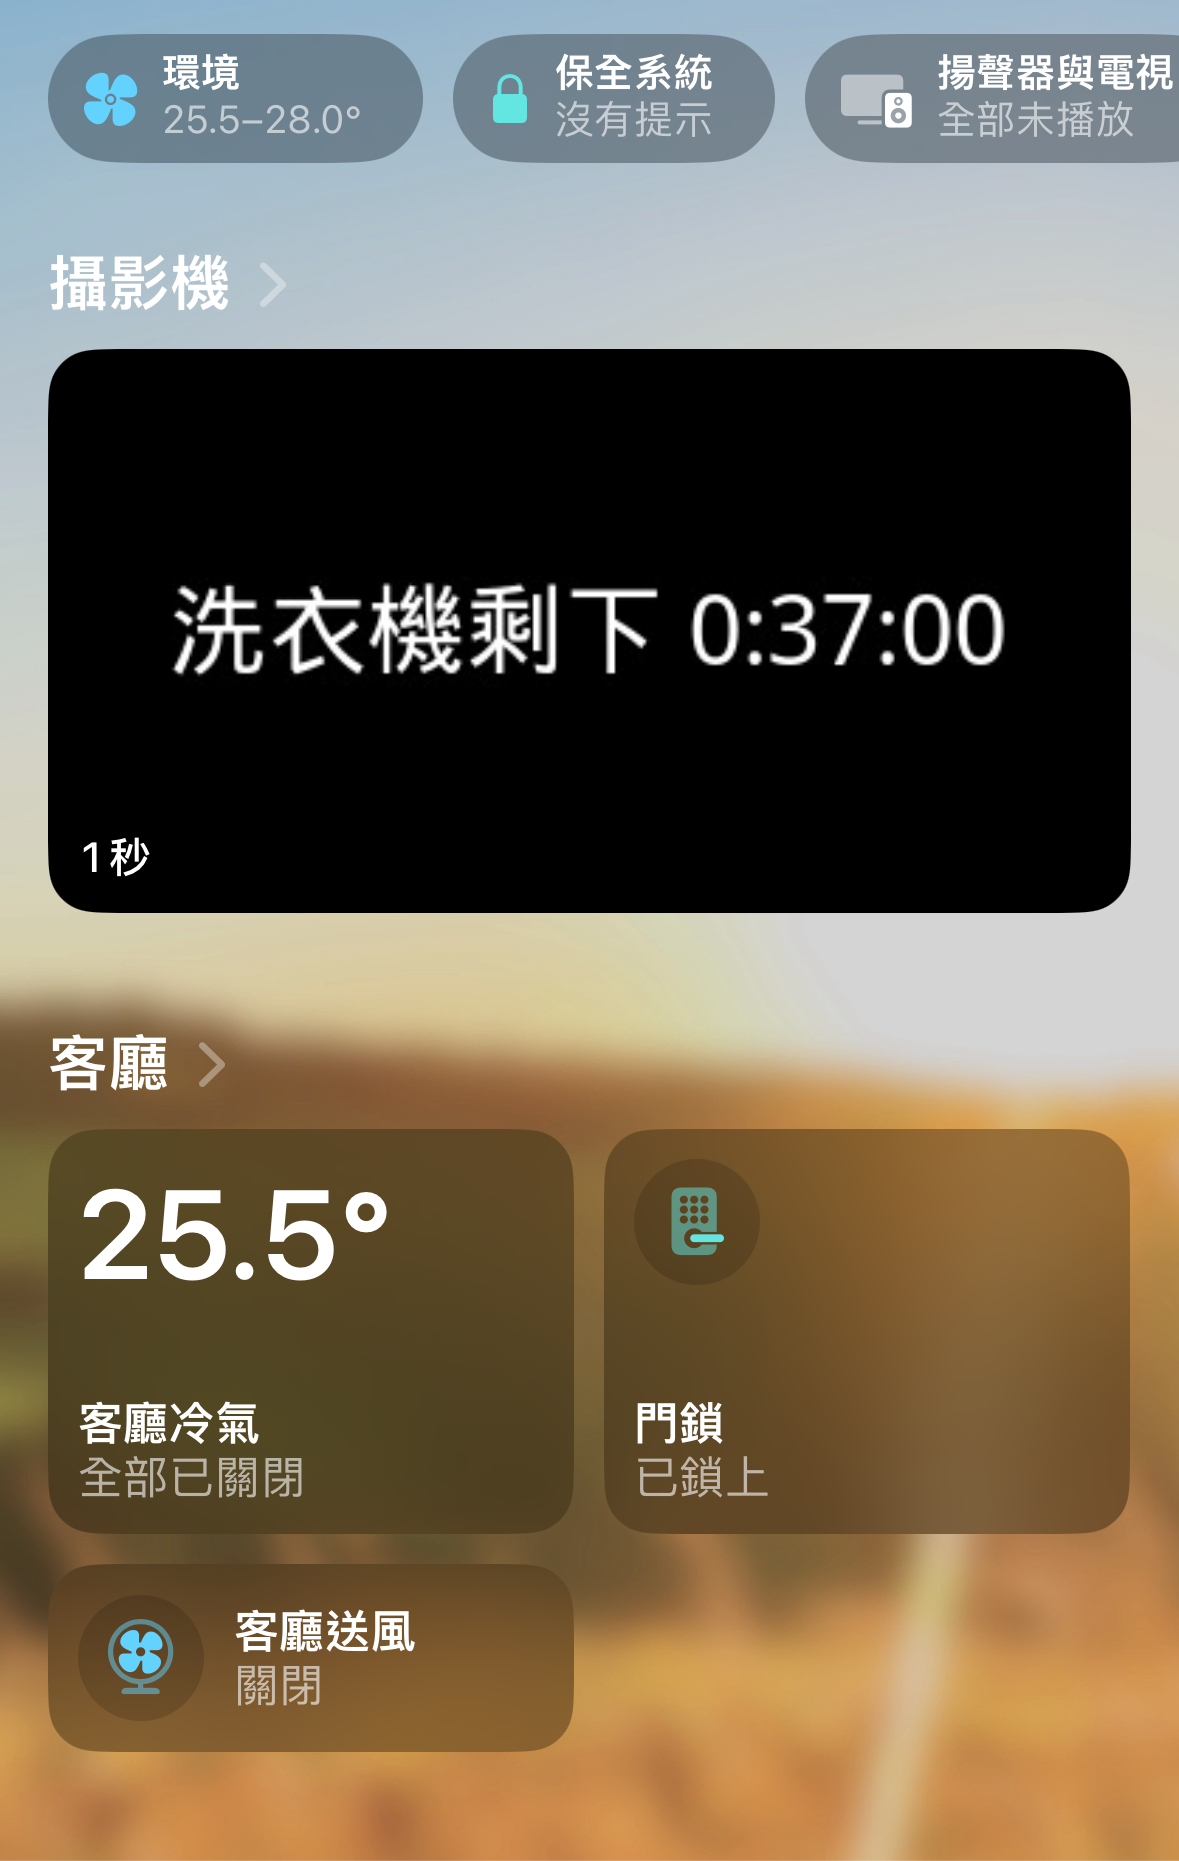 環境
25.5–28.0°
保全系統
沒有提示
揚聲器與電視
全部未播放
攝影機
洗衣機剩下 0:37:00
1 秒
客廳
25.5°
客廳冷氣
全部已關閉
門鎖
已鎖上
客廳送風
關閉